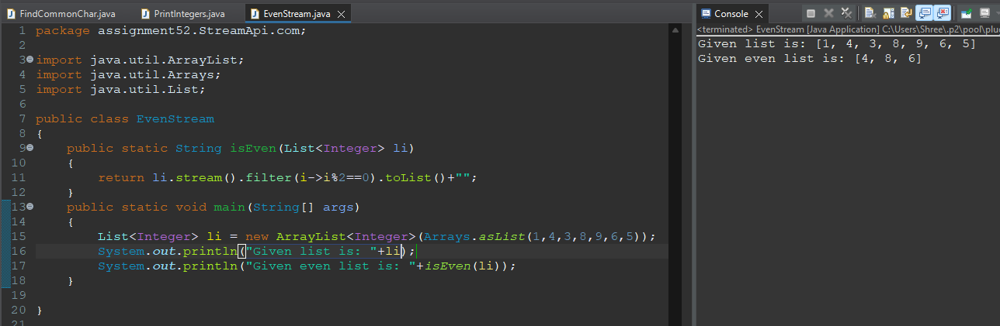 FindCommonChar.java PrintIntegers.java EvenStream.java
1 package assignment52.StreamApi.com;
2
3 import java.util.ArrayList;
4 import java.util.Arrays;
5 import java.util.List;
6
7 public class EvenStream
8 {
9 public static String isEven(List<Integer> li)
10 {
11 return li.stream().filter(i->i%2==0).toList()+"";
12 }
13 public static void main(String[] args)
14 {
15 List<Integer> li = new ArrayList<Integer>(Arrays.asList(1,4,3,8,9,6,5));
16 System.out.println("Given list is: "+li);
17 System.out.println("Given even list is: "+isEven(li));
18 }
19
20 }
21
Console
<terminated> EvenStream [Java Application] C:\Users\Shree\.p2\pool\plu
Given list is: [1, 4, 3, 8, 9, 6, 5]
Given even list is: [4, 8, 6]